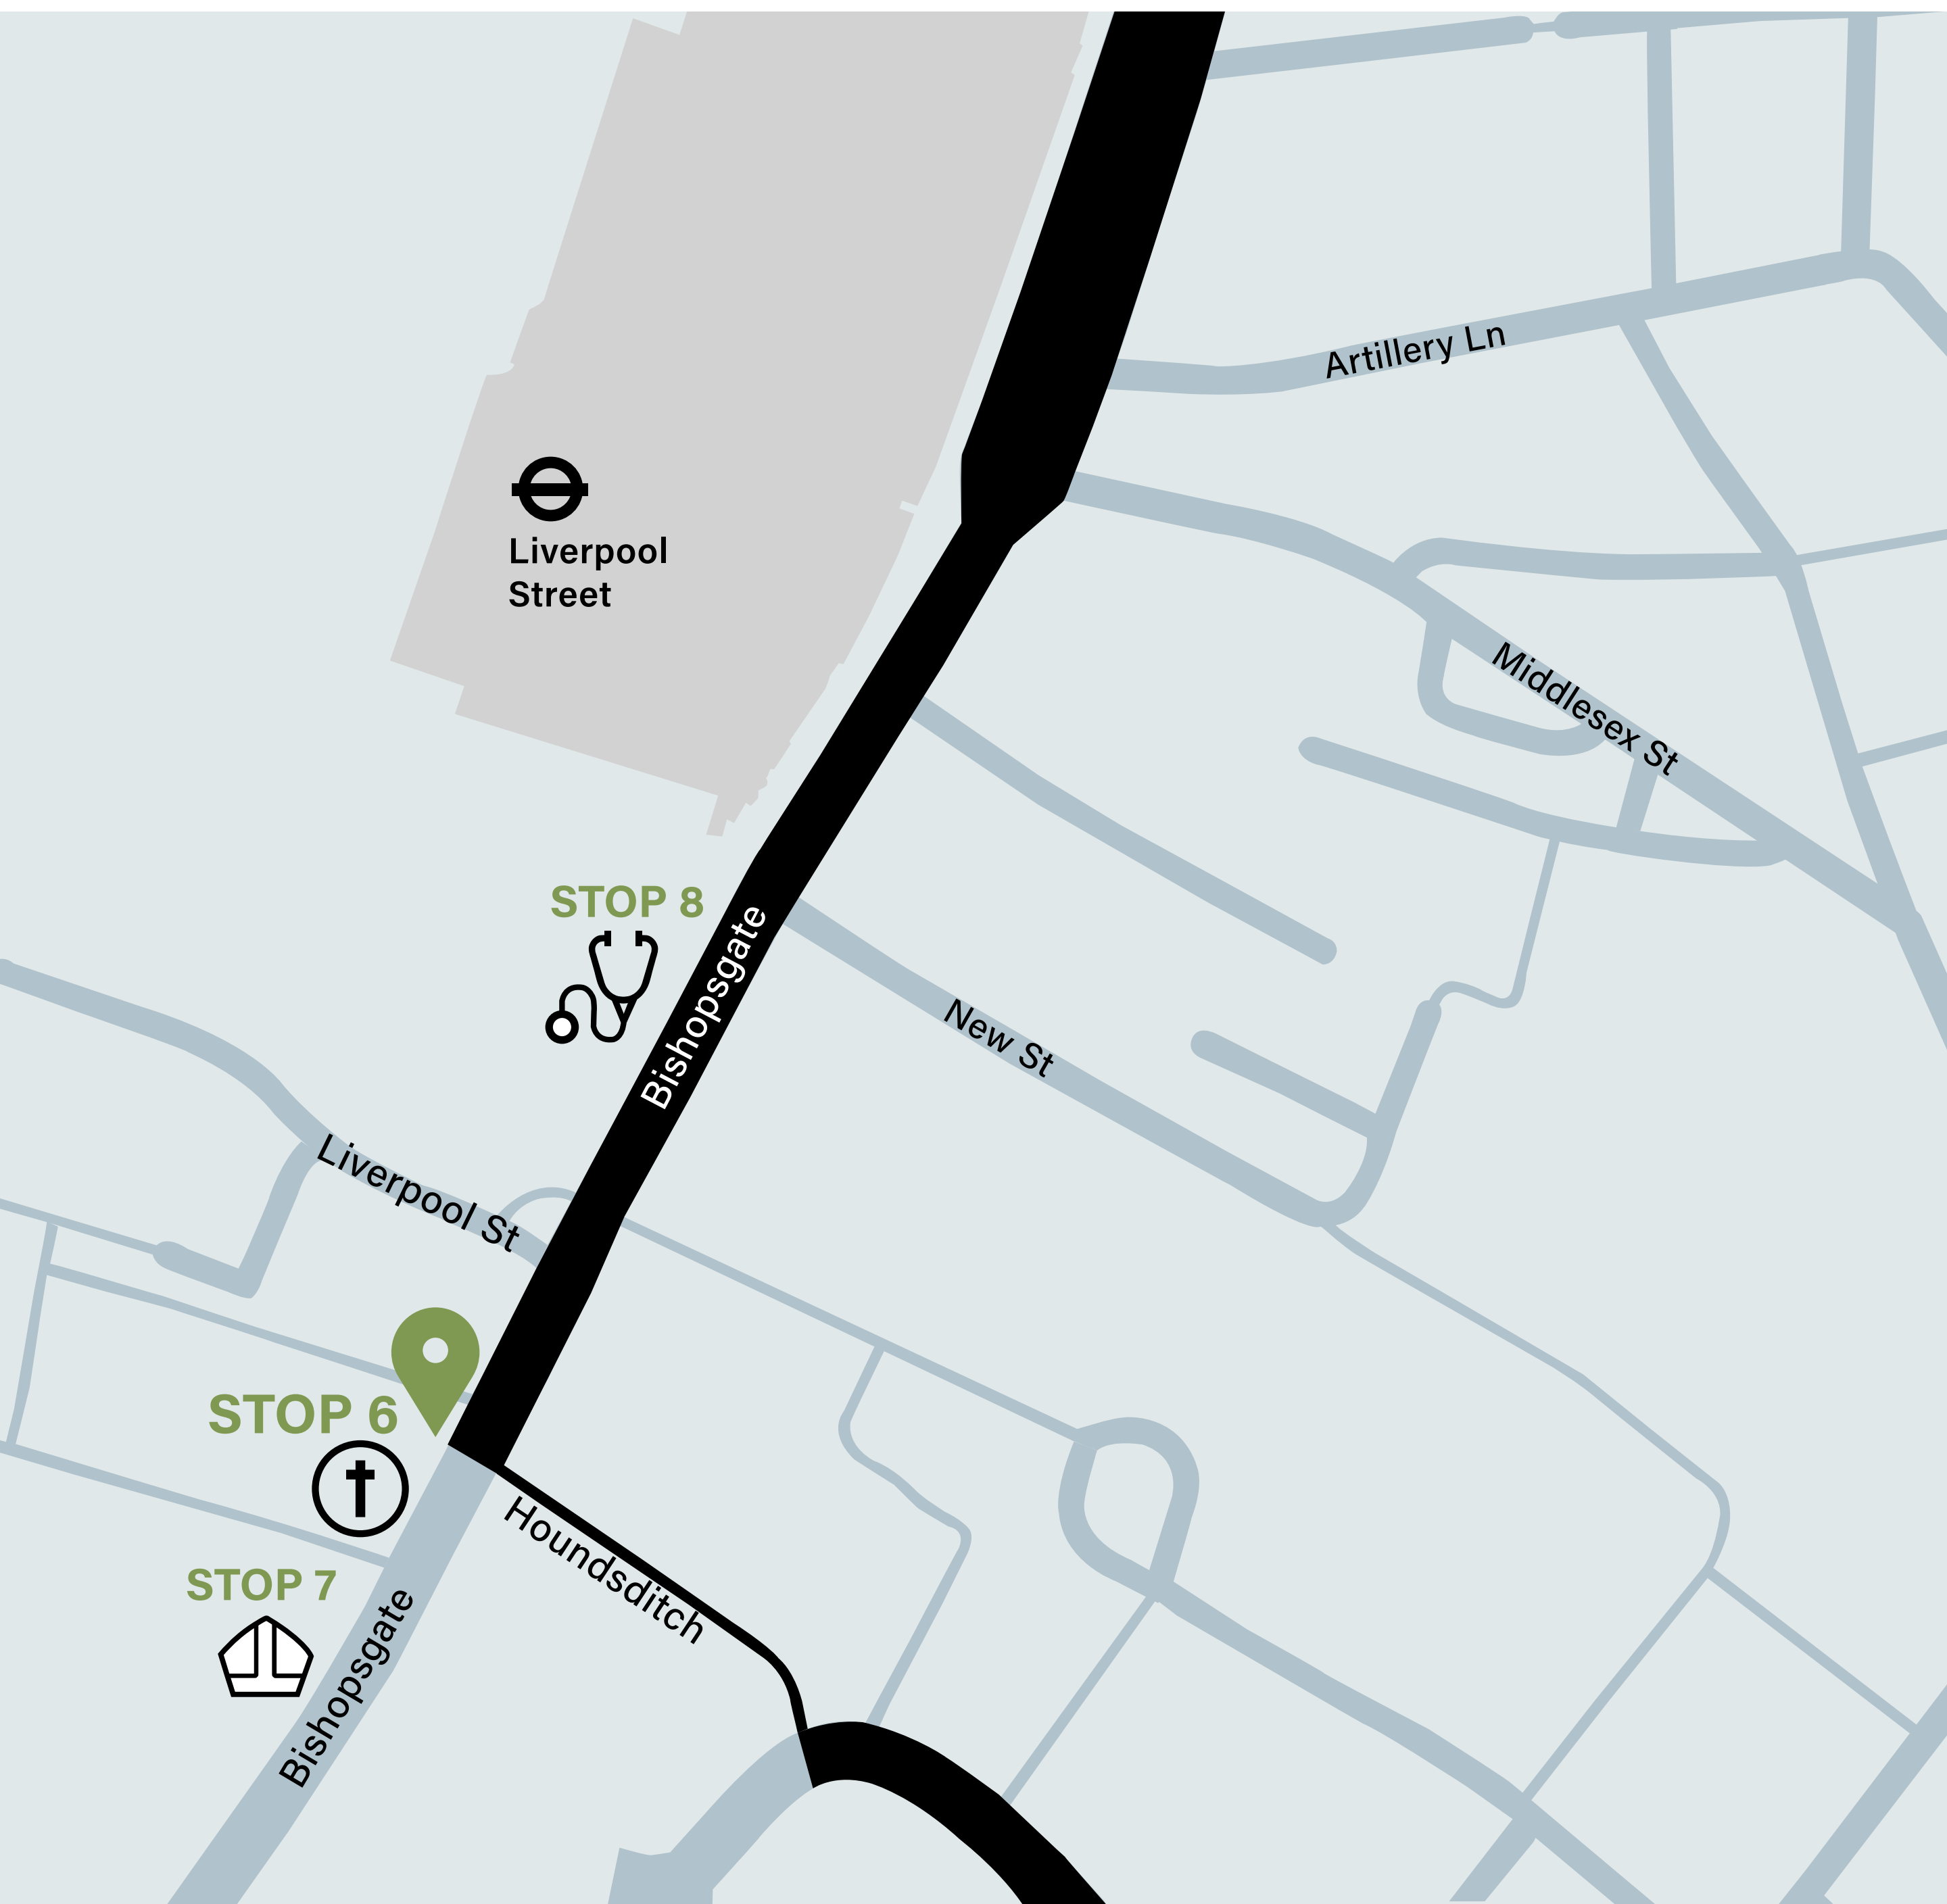 Artillery Ln
Liverpool
Street
Middlesex St
STOP 8
Bishopsgate
New St
Liverpool St
STOP 6
Houndsditch
STOP 7
Bishopsgate